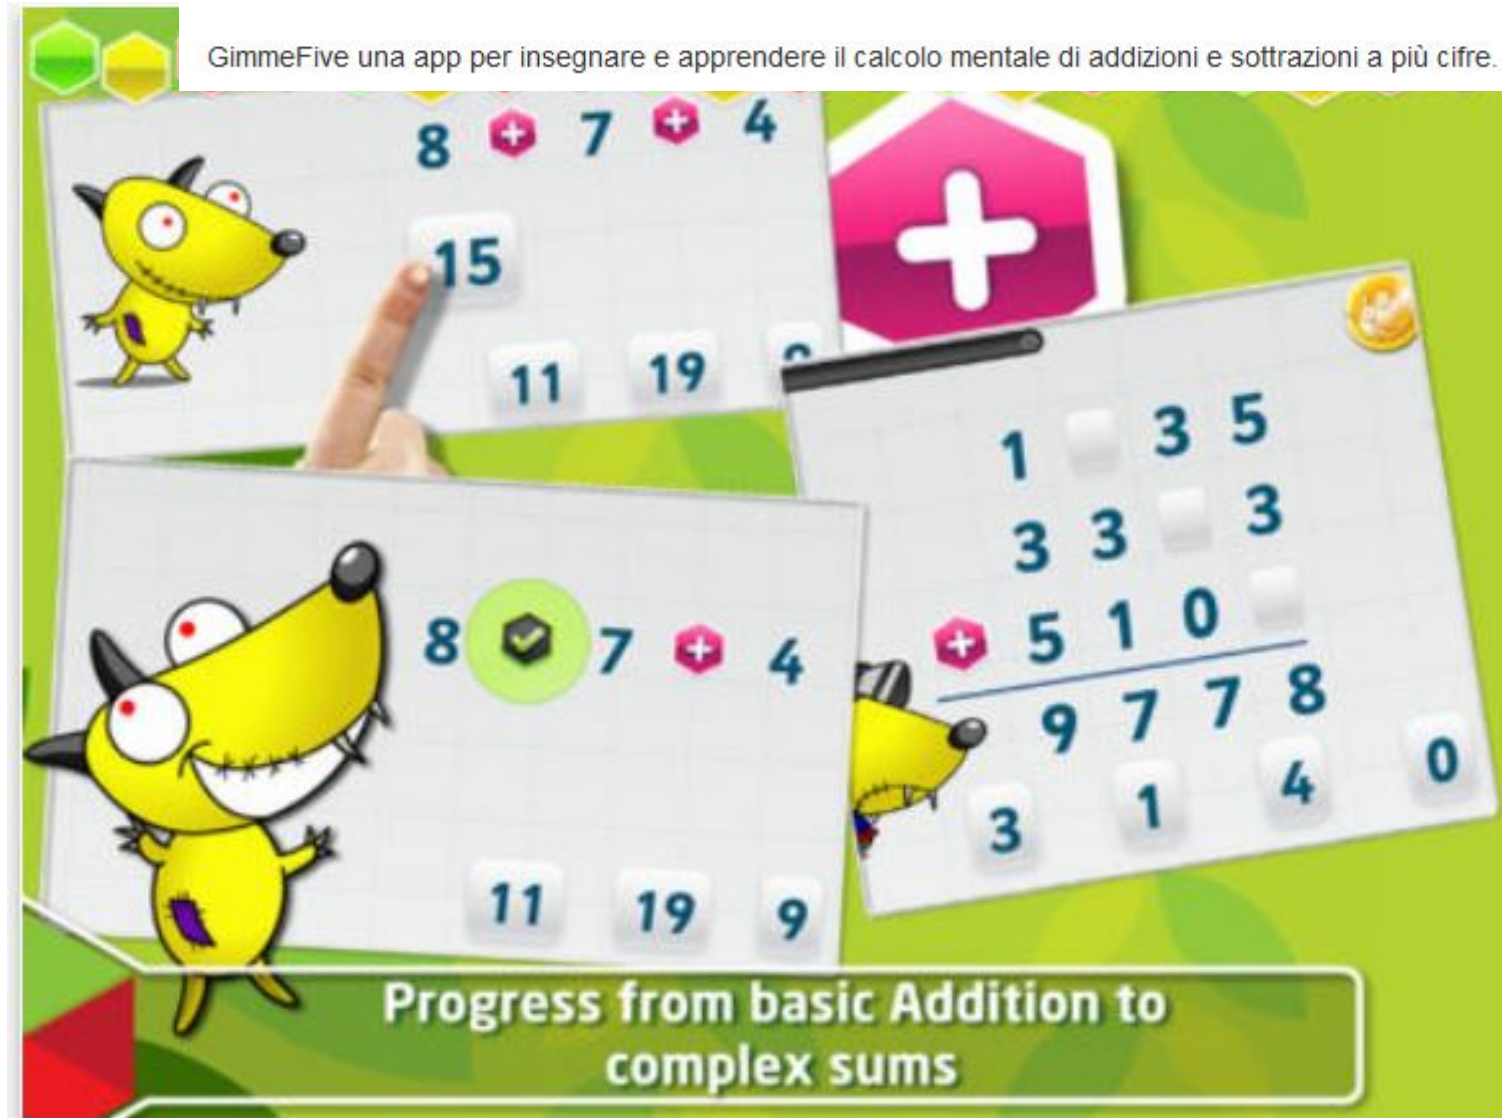 GimmeFive una app per insegnare e apprendere il calcolo mentale di addizioni e sottrazioni a più cifre.
8 + 7 + 4
15
11 19 9
+
1 3 5
3 3 3
+ 5 1 0
9 7 7 8
3 1 4 0
8 7 + 4
11 19 9
Progress from basic Addition to
complex sums